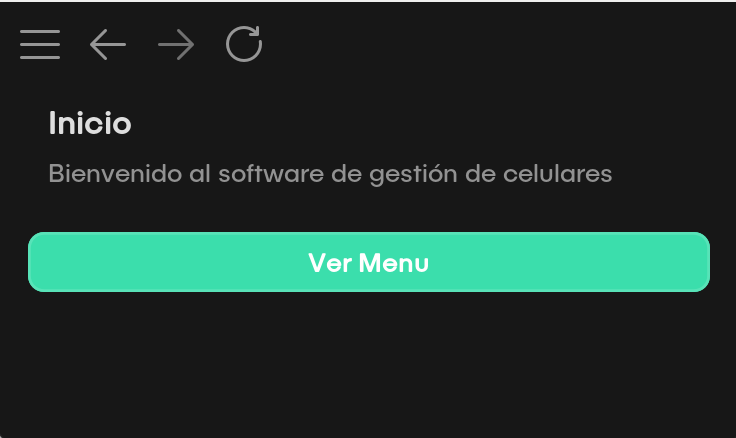 Inicio
Bienvenido al software de gestión de celulares
Ver Menu